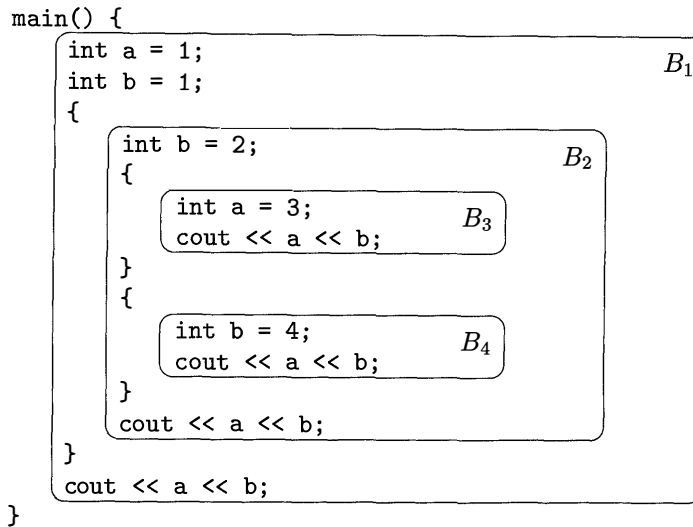 main() {
int a = 1; B₁
int b = 1;
{
int b = 2; B₂
{
int a = 3; B₃
cout << a << b;
}
{
int b = 4; B₄
cout << a << b;
}
cout << a << b;
}
cout << a << b;
}